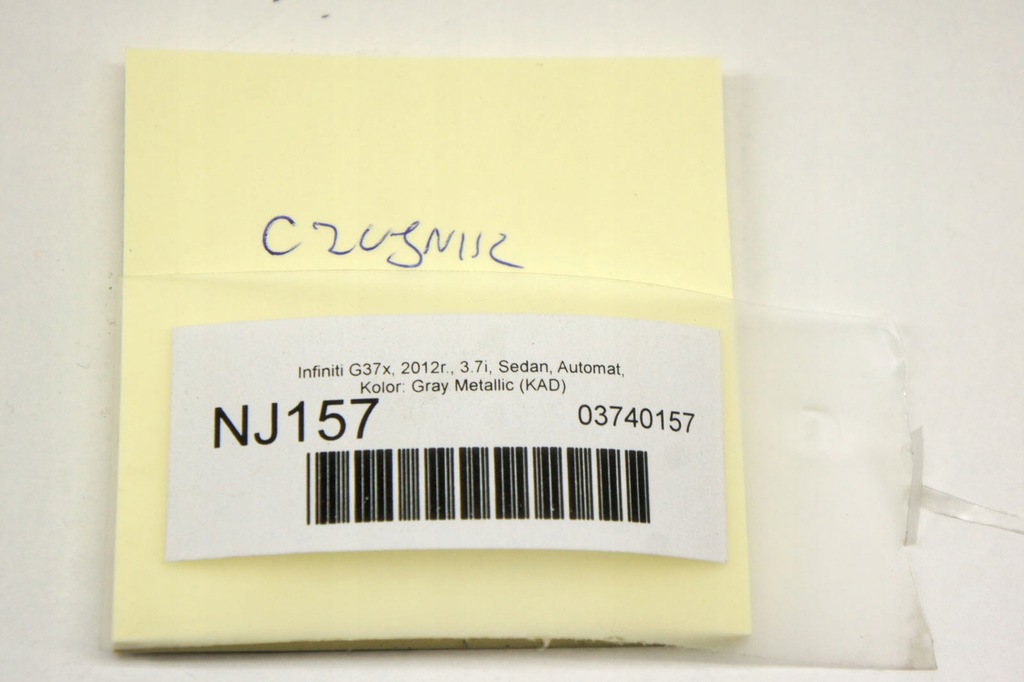 CZUJNIK
Infiniti G37x, 2012r., 3.7i, Sedan, Automat,
Kolor: Gray Metallic (KAD)
NJ157 03740157